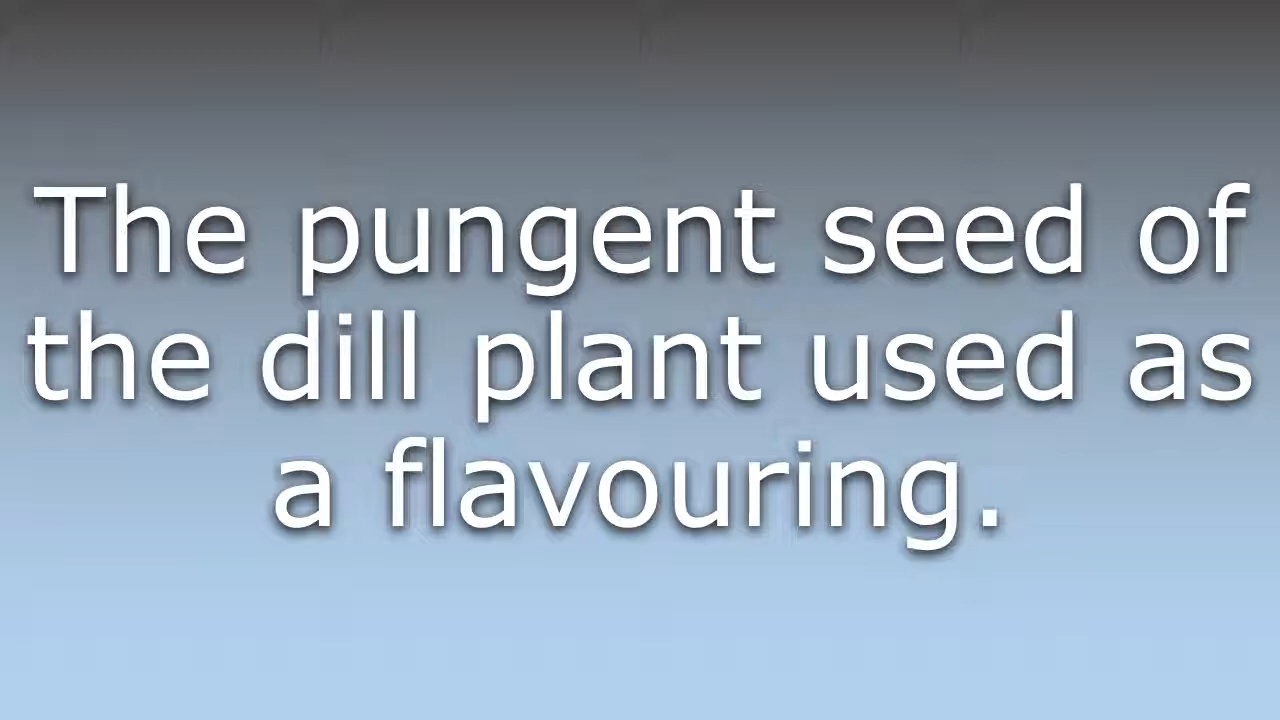 The pungent seed of
the dill plant used as
a flavouring.